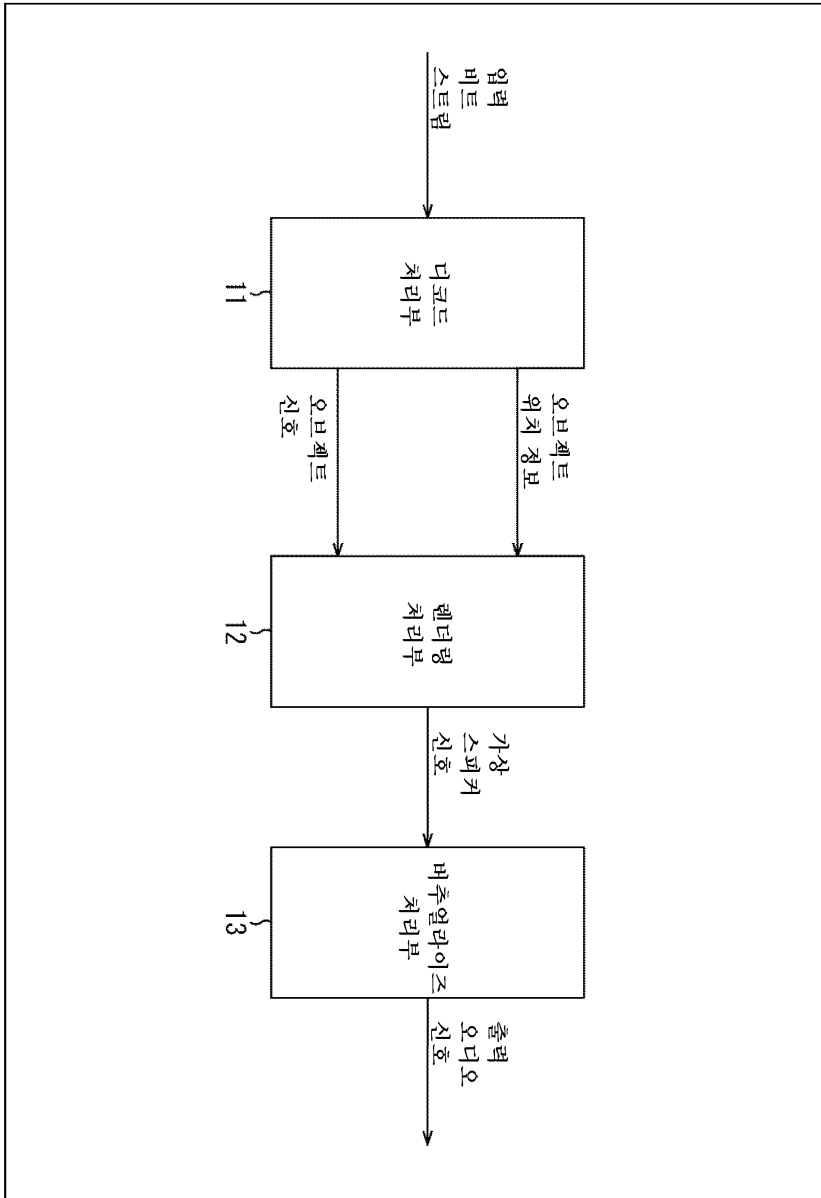 입력
비트
스트림
디코드
처리부
11
오브젝트
위치 정보
오브젝트
신호
렌더링
처리부
12
가상
스피커
신호
버추얼라이즈
처리부
13
출력
오디오
신호